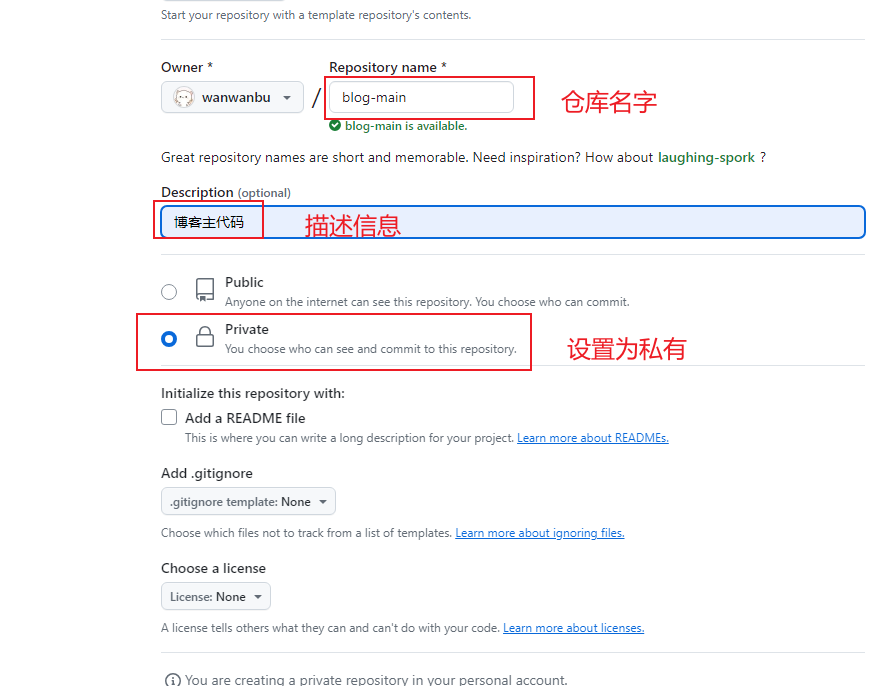 Start your repository with a template repository's contents.
Owner *
Repository name *
wanwanbu
/
blog-main
仓库名字
blog-main is available.
Great repository names are short and memorable. Need inspiration? How about laughing-spork ?
Description (optional)
博客主代码
描述信息
Public
Anyone on the internet can see this repository. You choose who can commit.
Private
You choose who can see and commit to this repository.
设置为私有
Initialize this repository with:
Add a README file
This is where you can write a long description for your project. Learn more about READMEs.
Add .gitignore
.gitignore template: None
Choose which files not to track from a list of templates. Learn more about ignoring files.
Choose a license
License: None
A license tells others what they can and can't do with your code. Learn more about licenses.
You are creating a private repository in your personal account.